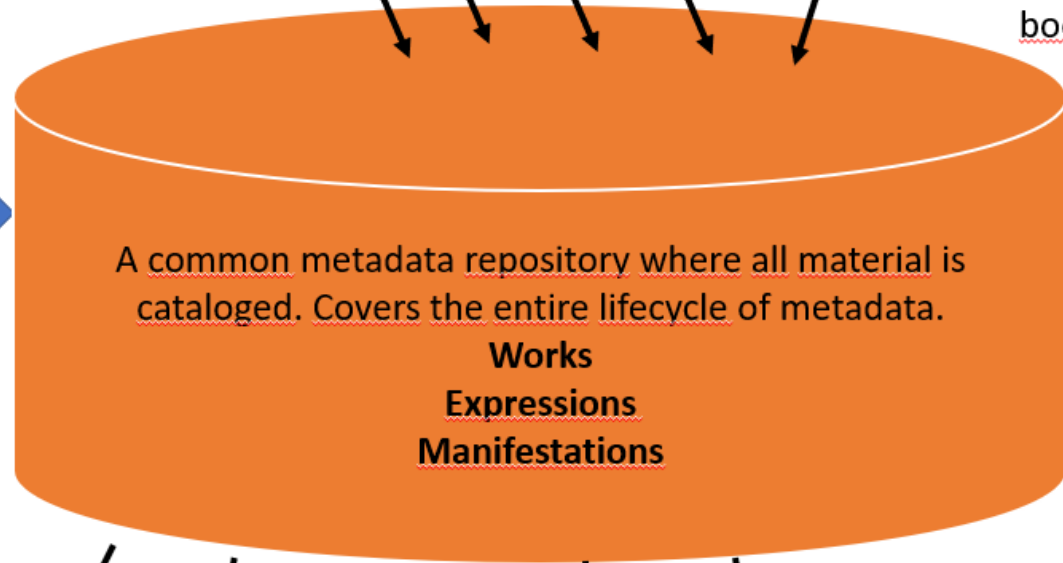 A common metadata repository where all material is
cataloged. Covers the entire lifecycle of metadata.
Works
Expressions
Manifestations